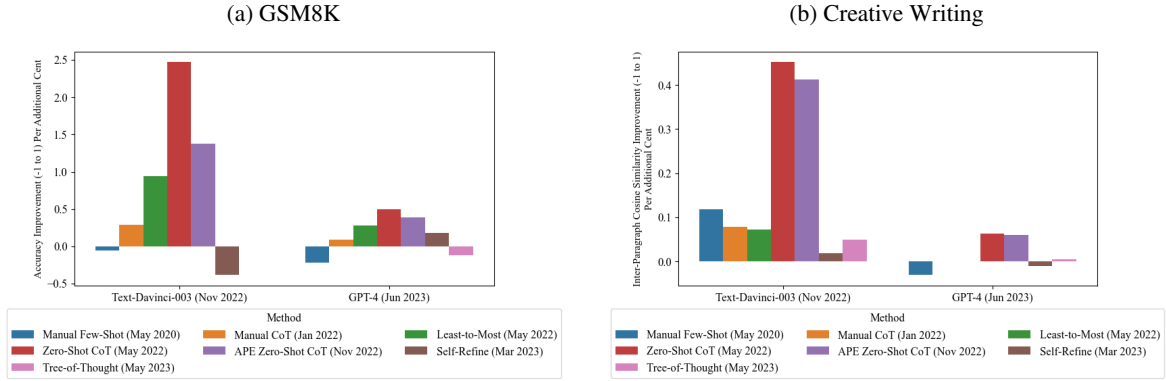 (a) GSM8K
Accuracy Improvement (-1 to 1) Per Additional Cent
2.5
2.0
1.5
1.0
0.5
0.0
−0.5
Text-Davinci-003 (Nov 2022)
GPT-4 (Jun 2023)
Method
Manual Few-Shot (May 2020)
Manual CoT (Jan 2022)
Least-to-Most (May 2022)
Zero-Shot CoT (May 2022)
APE Zero-Shot CoT (Nov 2022)
Self-Refine (Mar 2023)
Tree-of-Thought (May 2023)
(b) Creative Writing
Inter-Paragraph Cosine Similarity Improvement (-1 to 1)
Per Additional Cent
0.4
0.3
0.2
0.1
0.0
Text-Davinci-003 (Nov 2022)
GPT-4 (Jun 2023)
Method
Manual Few-Shot (May 2020)
Manual CoT (Jan 2022)
Least-to-Most (May 2022)
Zero-Shot CoT (May 2022)
APE Zero-Shot CoT (Nov 2022)
Self-Refine (Mar 2023)
Tree-of-Thought (May 2023)